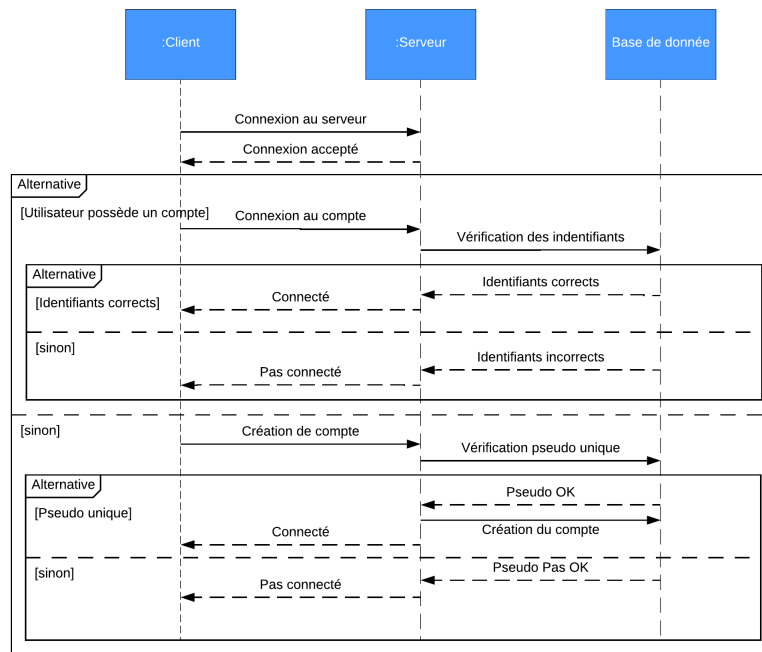 :Client
:Serveur
Base de donnée
Connexion au serveur
Connexion accepté
Alternative
[Utilisateur possède un compte]
Connexion au compte
Vérification des indentifiants
Alternative
Identifiants corrects
[Identifiants corrects]
Connecté
[sinon]
Identifiants incorrects
Pas connecté
[sinon]
Création de compte
Vérification pseudo unique
Alternative
Pseudo OK
[Pseudo unique]
Création du compte
Connecté
[sinon]
Pseudo Pas OK
Pas connecté